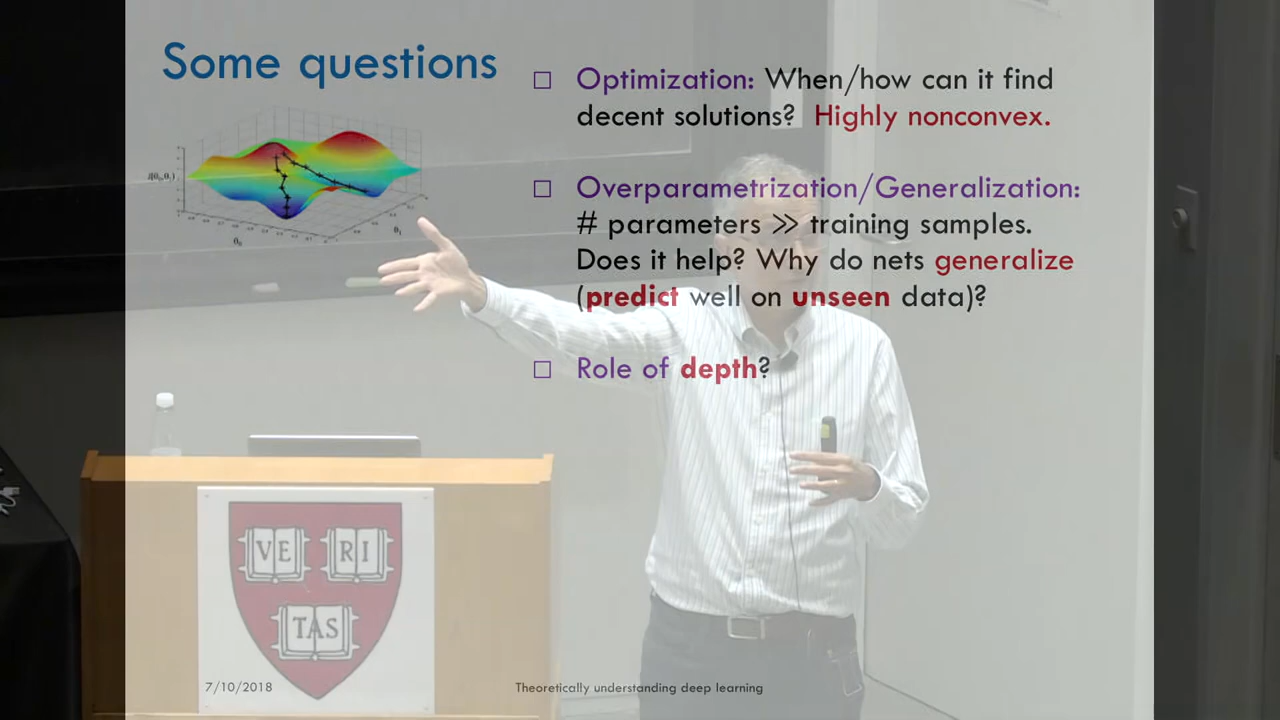 Some questions
□ Optimization: When/how can it find
decent solutions? Highly nonconvex.
□ Overparametrization/Generalization:
# parameters ≫ training samples.
Does it help? Why do nets generalize
(predict well on unseen data)?
□ Role of depth?
θ₀
θ₁
VE RI
TAS
7/10/2018
Theoretically understanding deep learning